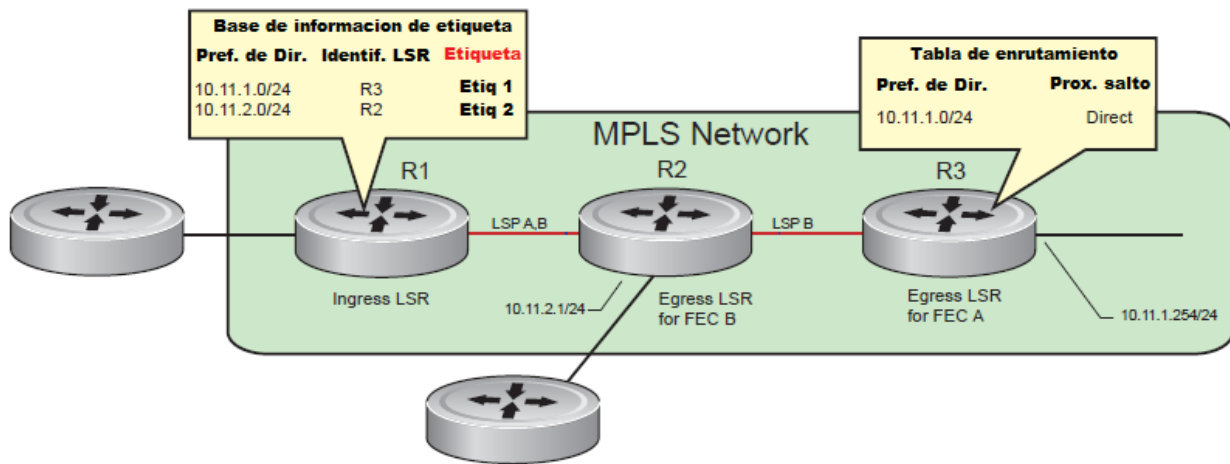 Base de informacion de etiqueta
Pref. de Dir. Identif. LSR Etiqueta
10.11.1.0/24 R3 Etiq 1
10.11.2.0/24 R2 Etiq 2
Tabla de enrutamiento
Pref. de Dir. Prox. salto
10.11.1.0/24 Direct
MPLS Network
R1
R2
R3
LSP A,B
LSP B
Ingress LSR
10.11.2.1/24
Egress LSR
for FEC B
Egress LSR
for FEC A
10.11.1.254/24